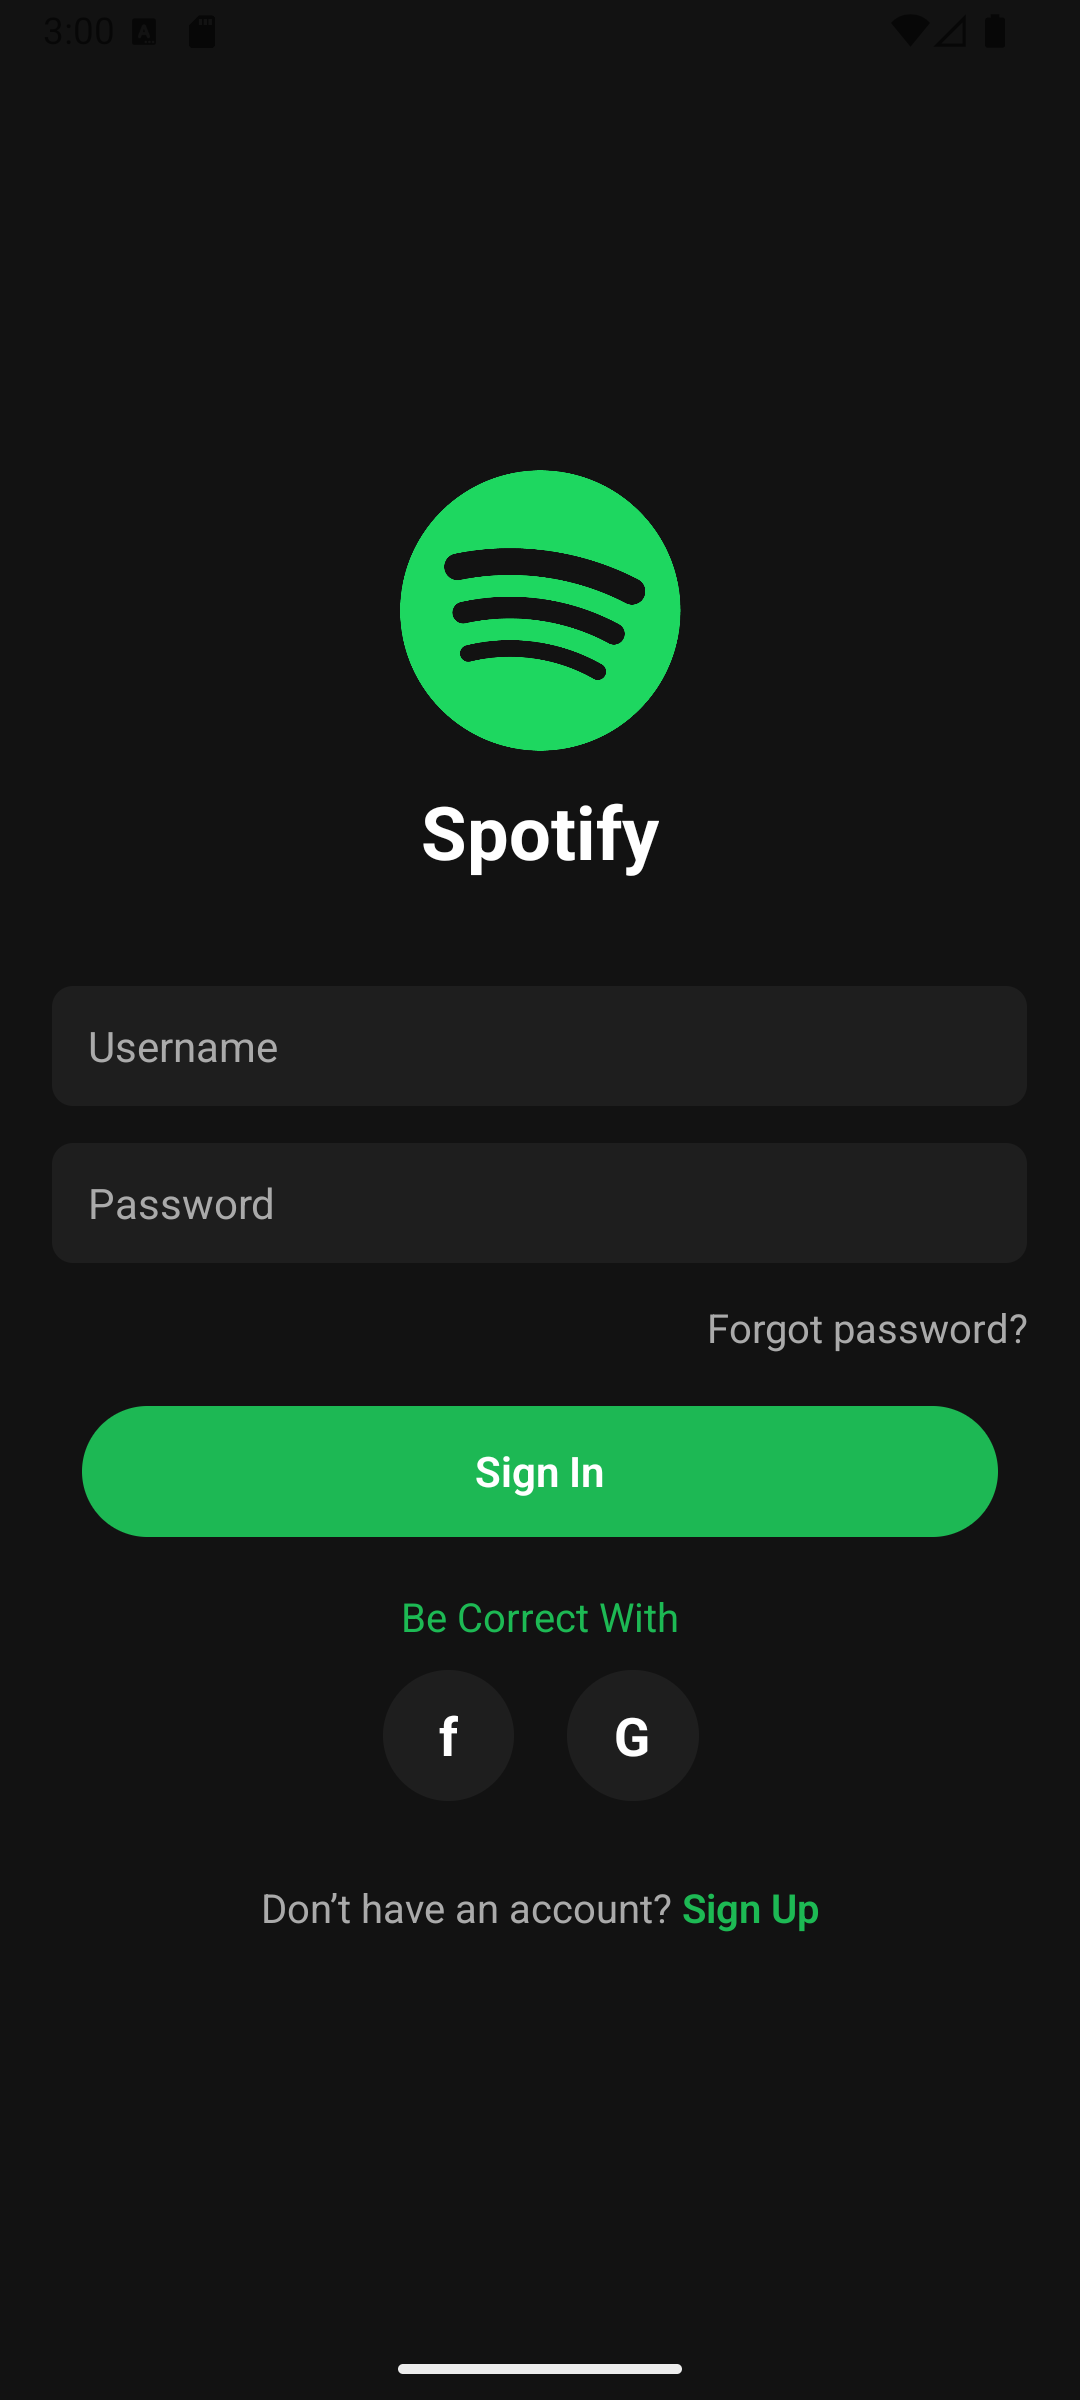 3:00
Spotify
Username
Password
Forgot password?
Sign In
Be Correct With
f G
Don’t have an account? Sign Up